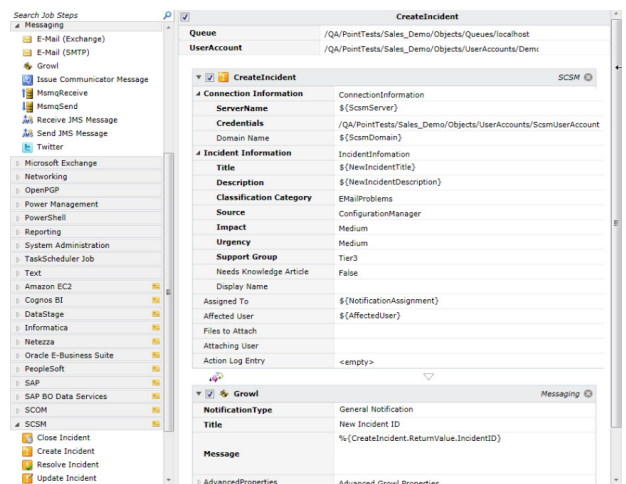 Search Job Steps
Messaging
E-Mail (Exchange)
E-Mail (SMTP)
Growl
Issue Communicator Message
MsmqReceive
MsmqSend
Receive JMS Message
Send JMS Message
Twitter
Microsoft Exchange
Networking
OpenPGP
Power Management
PowerShell
Reporting
System Administration
TaskScheduler Job
Text
Amazon EC2
Cognos BI
DataStage
Informatica
Netezza
Oracle E-Business Suite
PeopleSoft
SAP
SAP BO Data Services
SCOM
SCSM
Close Incident
Create Incident
Resolve Incident
Update Incident
CreateIncident
Queue /QA/PointTests/Sales_Demo/Objects/Queues/localhost
UserAccount /QA/PointTests/Sales_Demo/Objects/UserAccounts/Demo
CreateIncident SCSM
Connection Information ConnectionInformation
ServerName ${ScsmServer}
Credentials /QA/PointTests/Sales_Demo/Objects/UserAccounts/ScsmUserAccount
Domain Name ${ScsmDomain}
Incident Information IncidentInfomation
Title ${NewIncidentTitle}
Description ${NewIncidentDescription}
Classification Category EMailProblems
Source ConfigurationManager
Impact Medium
Urgency Medium
Support Group Tier3
Needs Knowledge Article False
Display Name
Assigned To ${NotificationAssignment}
Affected User ${AffectedUser}
Files to Attach
Attaching User
Action Log Entry <empty>
Growl Messaging
NotificationType General Notification
Title New Incident ID
%{CreateIncident.ReturnValue.IncidentID}
Message
AdvancedProperties Advanced Growl Properties